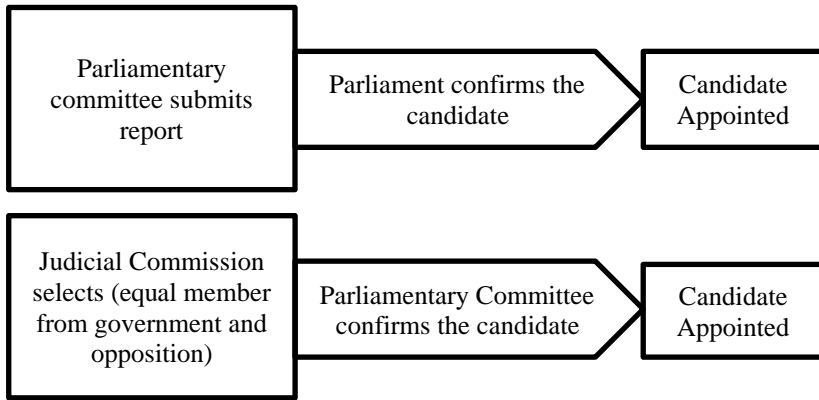 Parliamentary
committee submits
report
Parliament confirms the
candidate
Candidate
Appointed
Judicial Commission
selects (equal member
from government and
opposition)
Parliamentary Committee
confirms the candidate
Candidate
Appointed